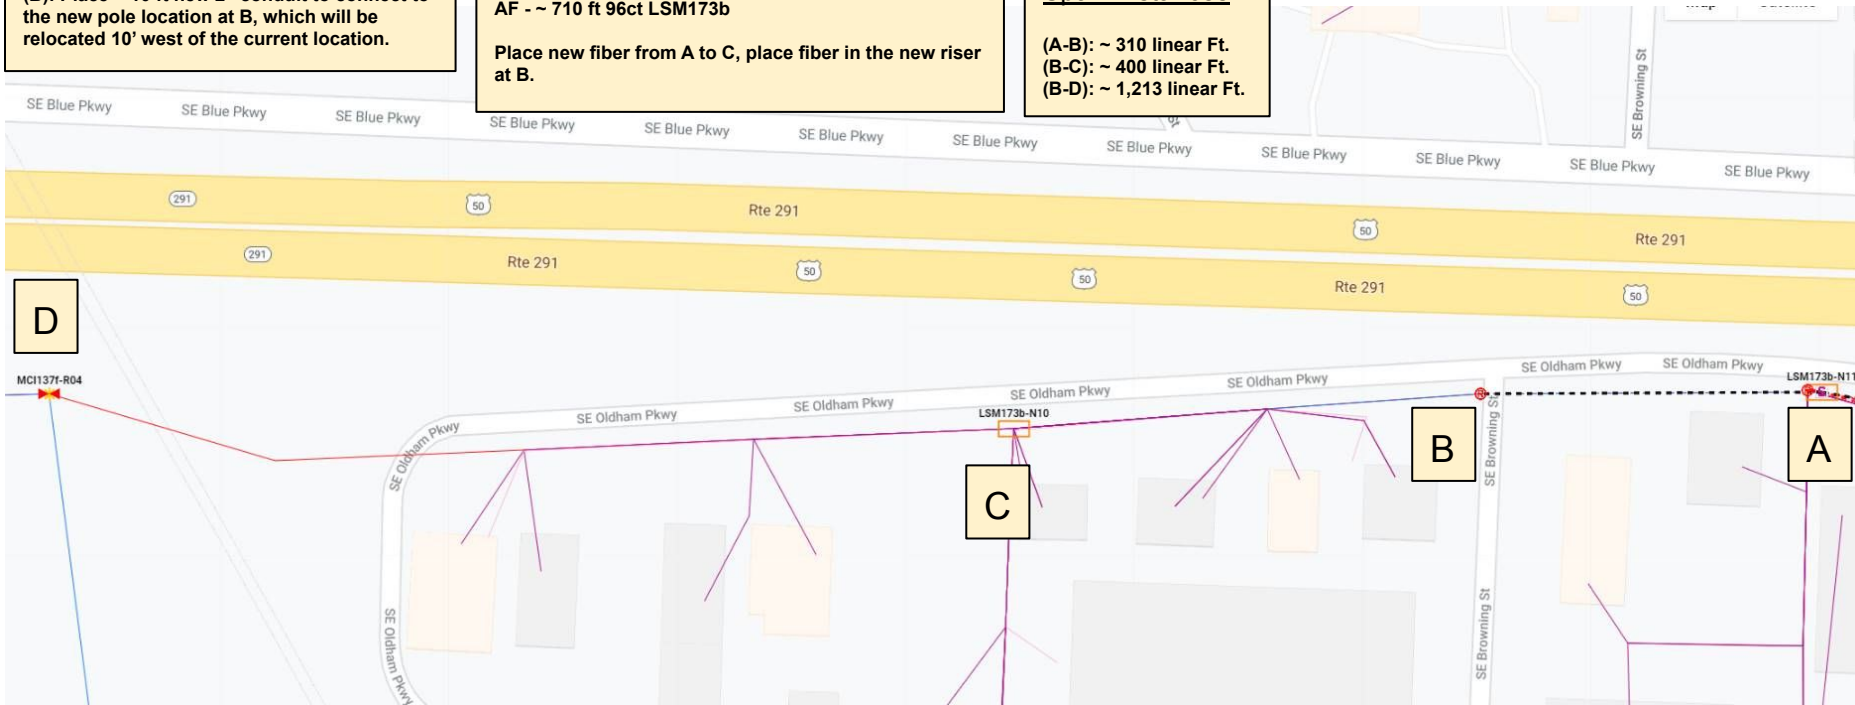 the new pole location at B, which will be
relocated 10’ west of the current location.
AF - ~ 710 ft 96ct LSM173b
Place new fiber from A to C, place fiber in the new riser
at B.
(A-B): ~ 310 linear Ft.
(B-C): ~ 400 linear Ft.
(B-D): ~ 1,213 linear Ft.
SE Browning St
St
SE Blue Pkwy
SE Blue Pkwy
SE Blue Pkwy
SE Blue Pkwy
SE Blue Pkwy
SE Blue Pkwy
SE Blue Pkwy
SE Blue Pkwy
SE Blue Pkwy
SE Blue Pkwy
SE Blue Pkwy
SE Blue Pkwy
291
50
Rte 291
50
Rte 291
291
Rte 291
50
50
Rte 291
50
D
MCI137f-R04
SE Oldham Pkwy
SE Oldham Pkwy
SE Oldham Pkwy
SE Oldham Pkwy
SE Oldham Pkwy
SE Oldham Pkwy
LSM173b-N11
LSM173b-N10
SE Oldham Pkwy
SE Oldham Pkwy
B
A
C
SE Browning St
SE Browning St
SE Oldham Pkwy